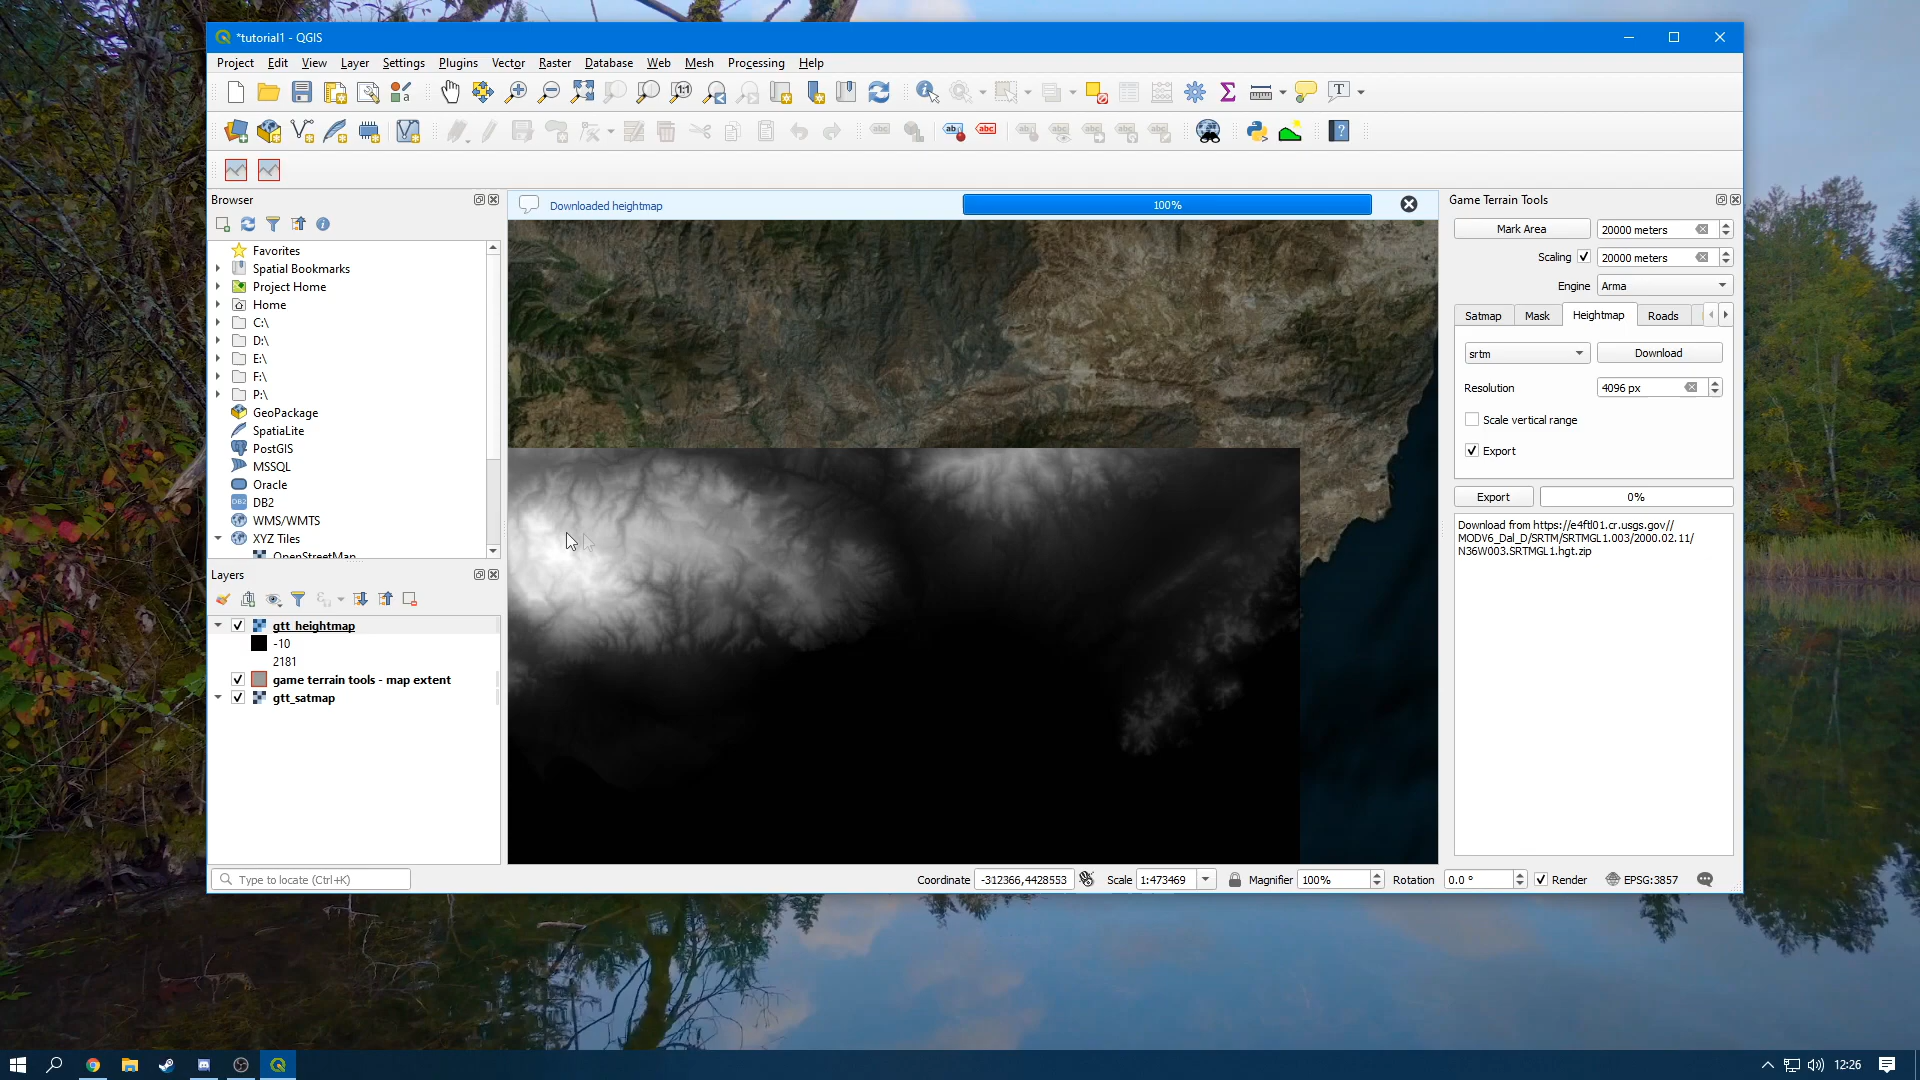 *tutorial1 - QGIS
Project Edit View Layer Settings Plugins Vector Raster Database Web Mesh Processing Help
Browser
Favorites
Spatial Bookmarks
Project Home
Home
C:\
D:\
E:\
F:\
P:\
GeoPackage
SpatiaLite
PostGIS
MSSQL
Oracle
DB2
WMS/WMTS
XYZ Tiles
OpenStreetMap
Layers
gtt_heightmap
-10
2181
game terrain tools - map extent
gtt_satmap
Type to locate (Ctrl+K)
Downloaded heightmap
100%
Game Terrain Tools
Mark Area 20000 meters
Scaling 20000 meters
Engine Arma
Satmap Mask Heightmap Roads
srtm Download
Resolution 4096 px
Scale vertical range
Export
Export 0%
Download from https://e4ftl01.cr.usgs.gov//
MODV6_Dal_D/SRTM/SRTMGL1.003/2000.02.11/
N36W003.SRTMGL1.hgt.zip
Coordinate -312366,4428553 Scale 1:473469 Magnifier 100% Rotation 0.0 ° Render EPSG:3857
12:26